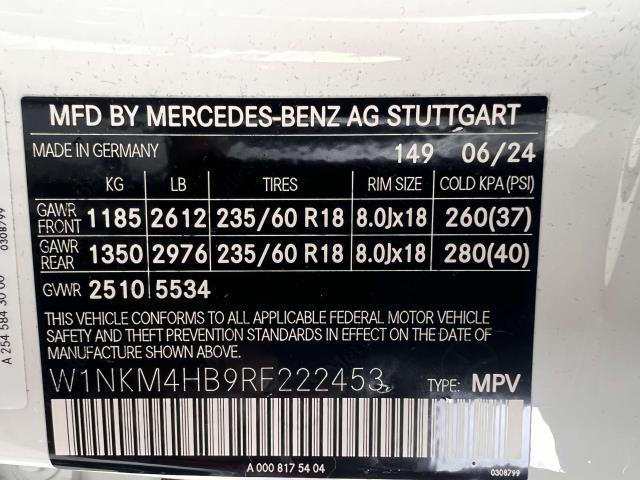 MFD BY MERCEDES-BENZ AG STUTTGART
MADE IN GERMANY 149 06/24
KG LB TIRES RIM SIZE COLD KPA (PSI)
GAWR FRONT 1185 2612 235/60 R18 8.0Jx18 260(37)
GAWR REAR 1350 2976 235/60 R18 8.0Jx18 280(40)
GVWR 2510 5534
THIS VEHICLE CONFORMS TO ALL APPLICABLE FEDERAL MOTOR VEHICLE
SAFETY AND THEFT PREVENTION STANDARDS IN EFFECT ON THE DATE
OF MANUFACTURE SHOWN ABOVE.
W1NKM4HB9RF222453 TYPE: MPV
A 000 817 54 04
0308799
A 254 584 30 00 0308799